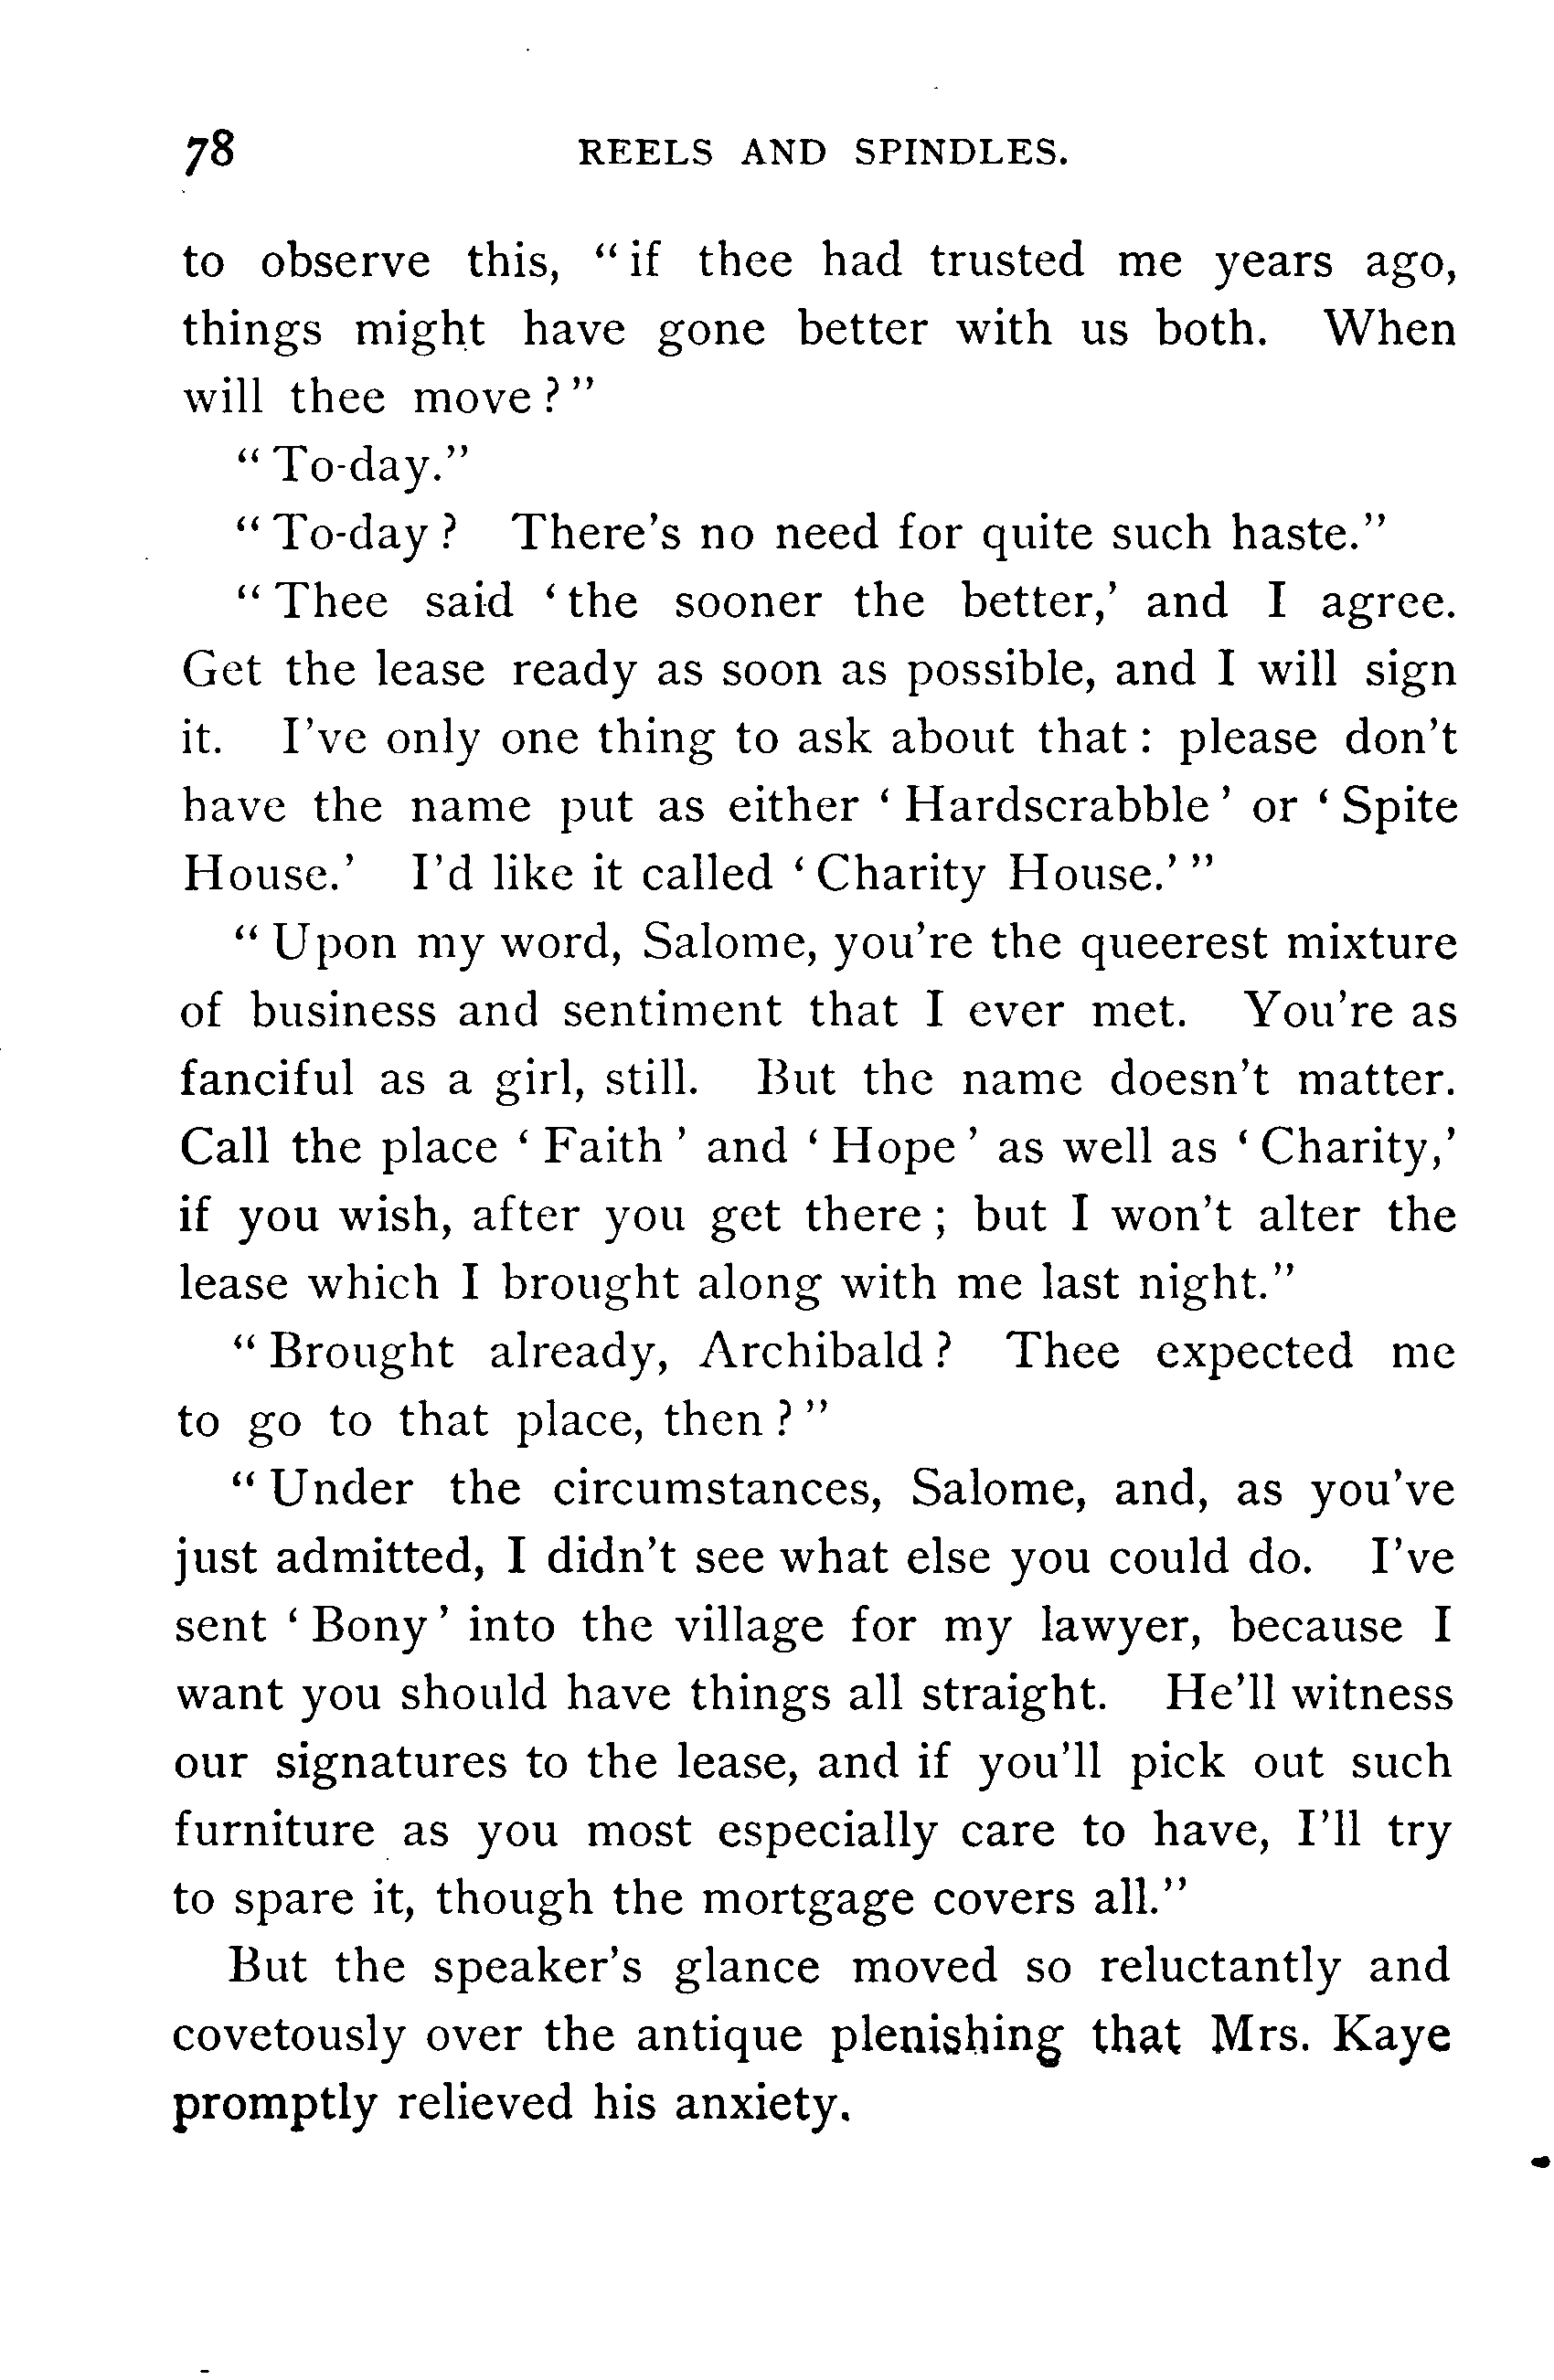 78 REELS AND SPINDLES.
to observe this, “if thee had trusted me years ago,
things might have gone better with us both. When
will thee move?”
“To-day.”
“To-day? There’s no need for quite such haste.”
“Thee said ‘the sooner the better,’ and I agree.
Get the lease ready as soon as possible, and I will sign
it. I’ve only one thing to ask about that: please don’t
have the name put as either ‘Hardscrabble’ or ‘Spite
House.’ I’d like it called ‘Charity House.’”
“Upon my word, Salome, you’re the queerest mixture
of business and sentiment that I ever met. You’re as
fanciful as a girl, still. But the name doesn’t matter.
Call the place ‘Faith’ and ‘Hope’ as well as ‘Charity,’
if you wish, after you get there; but I won’t alter the
lease which I brought along with me last night.”
“Brought already, Archibald? Thee expected me
to go to that place, then?”
“Under the circumstances, Salome, and, as you’ve
just admitted, I didn’t see what else you could do. I’ve
sent ‘Bony’ into the village for my lawyer, because I
want you should have things all straight. He’ll witness
our signatures to the lease, and if you’ll pick out such
furniture as you most especially care to have, I’ll try
to spare it, though the mortgage covers all.”
But the speaker’s glance moved so reluctantly and
covetously over the antique plenishing that Mrs. Kaye
promptly relieved his anxiety.